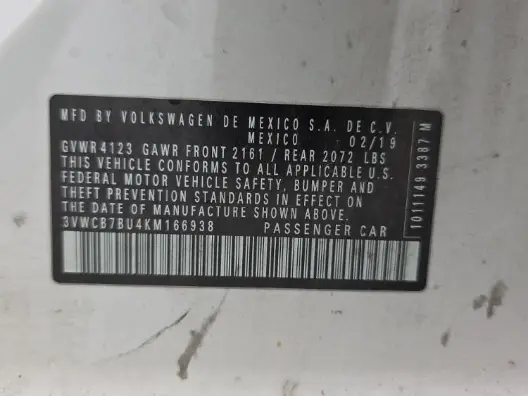 MFD BY VOLKSWAGEN DE MEXICO S.A. DE C.V.
MEXICO 02/19
GVWR 4123 GAWR FRONT 2161 / REAR 2072 LBS
THIS VEHICLE CONFORMS TO ALL APPLICABLE U.S.
FEDERAL MOTOR VEHICLE SAFETY, BUMPER AND
THEFT PREVENTION STANDARDS IN EFFECT ON
THE DATE OF MANUFACTURE SHOWN ABOVE.
3VWCB7BU4KM166938 PASSENGER CAR
10111149 3387 M